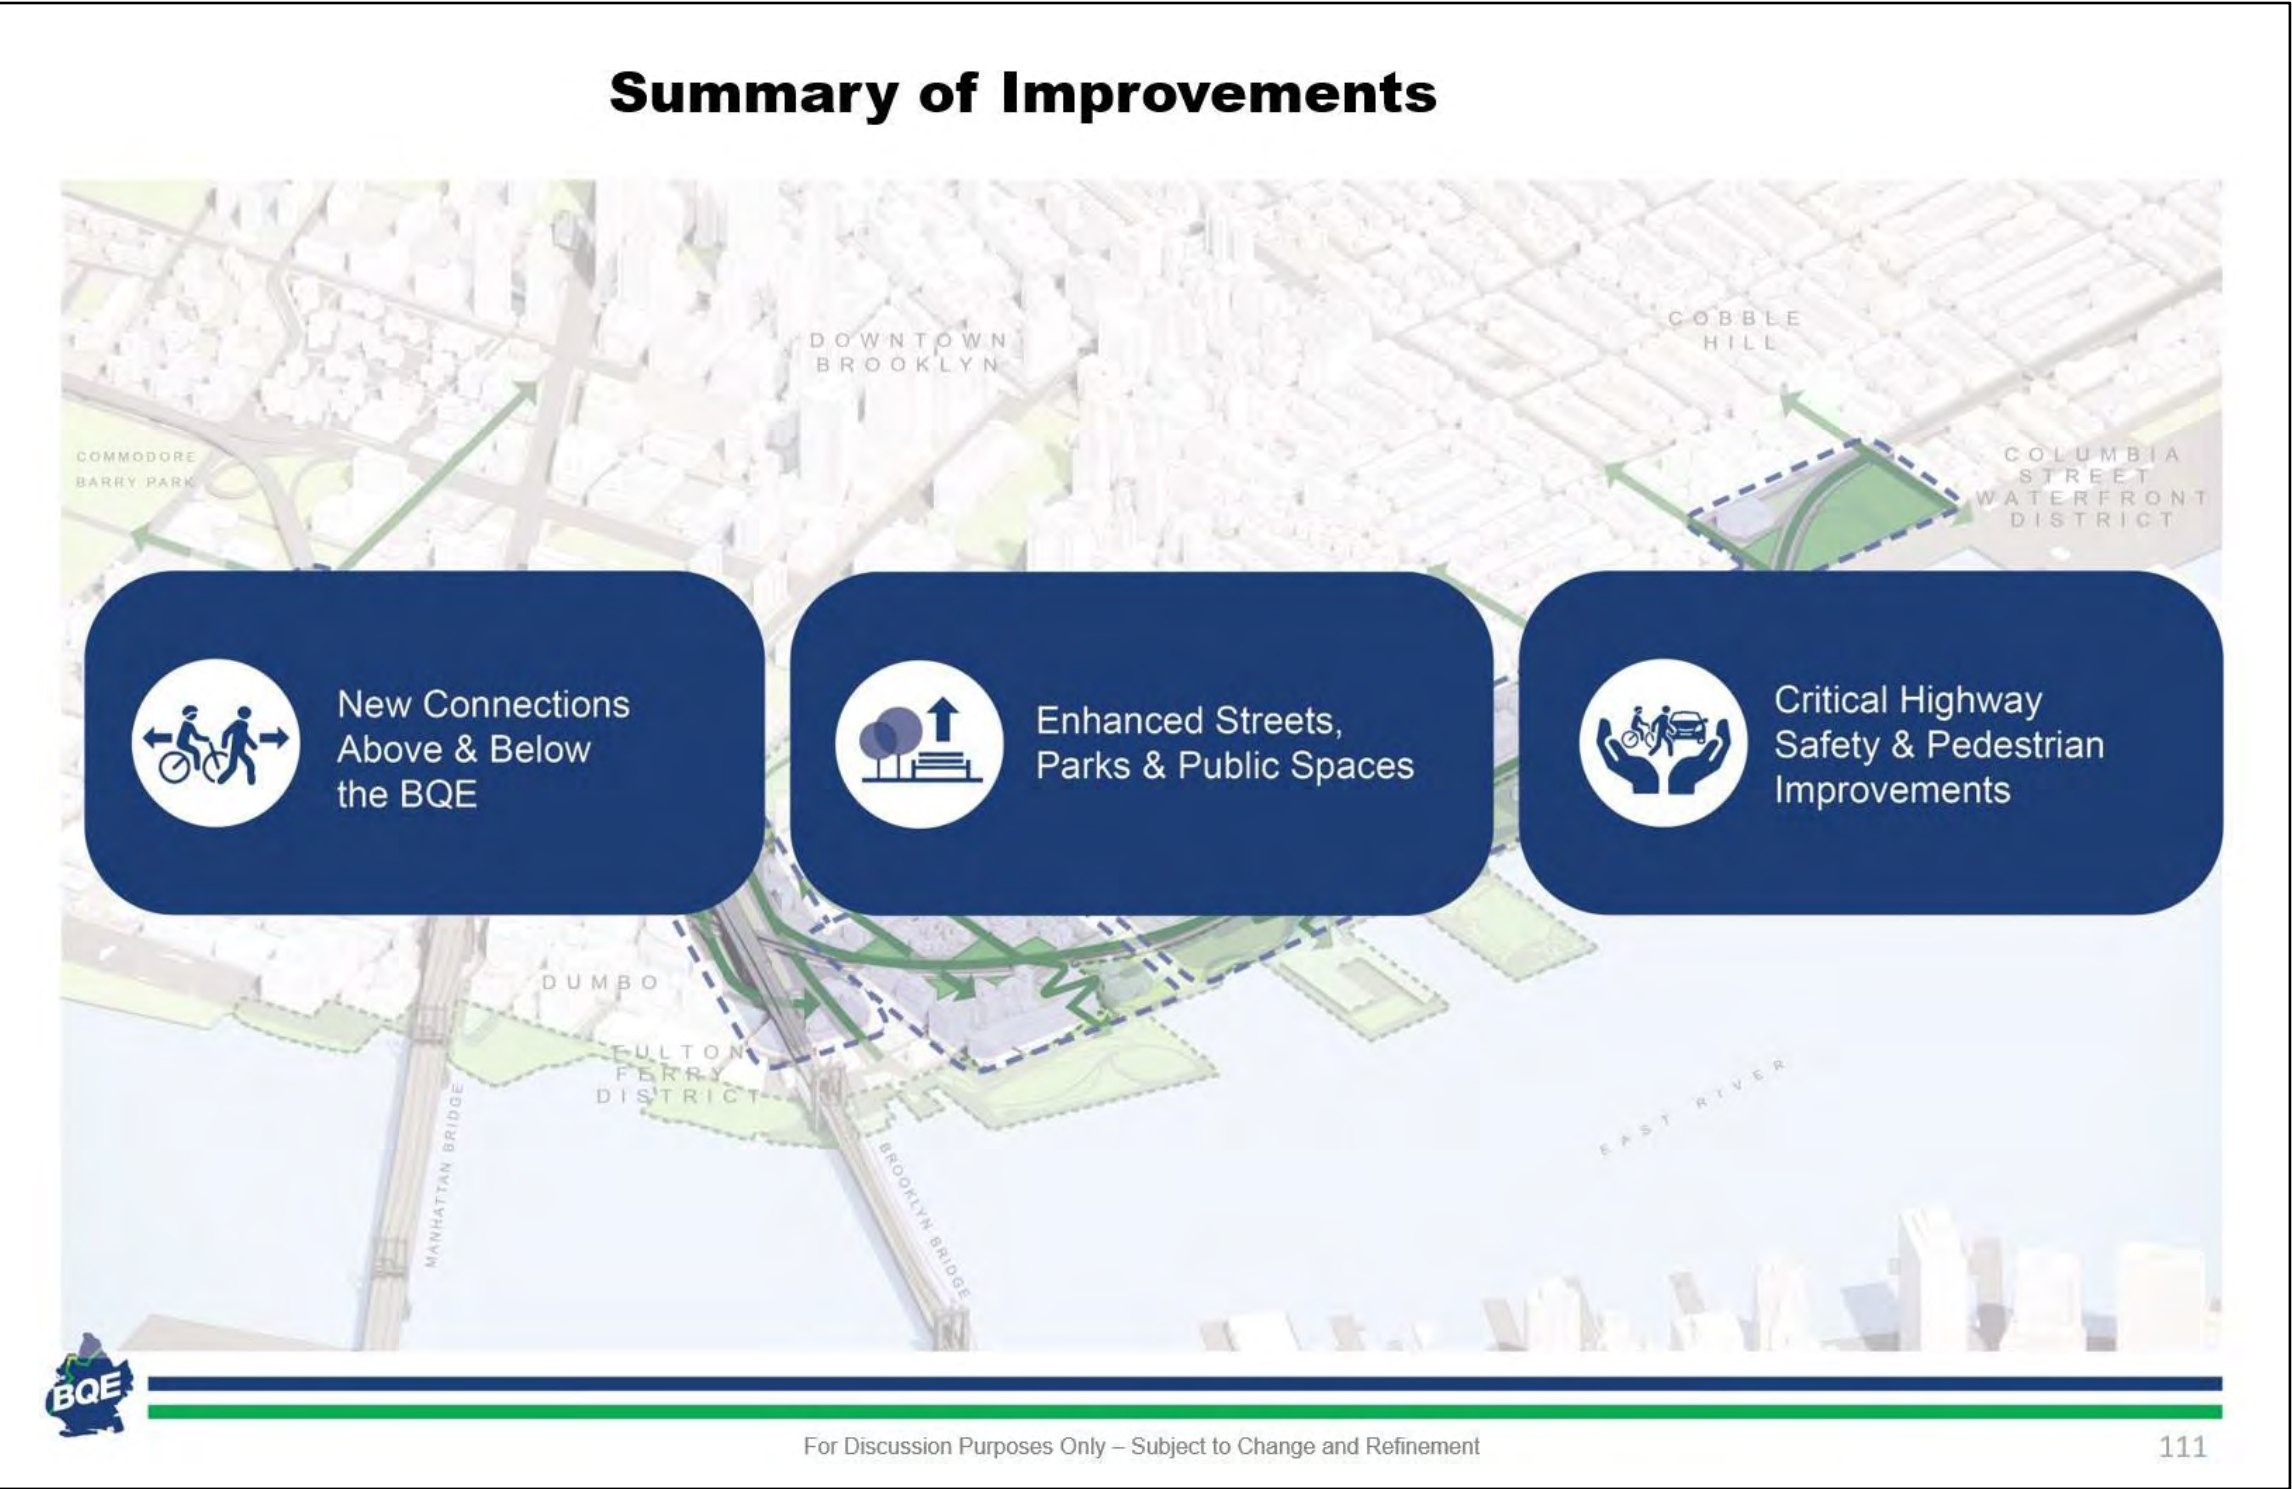 Summary of Improvements
DOWNTOWN
BROOKLYN
COBBLE
HILL
COMMODORE
BARRY PARK
COLUMBIA
STREET
WATERFRONT
DISTRICT
New Connections
Above & Below
the BQE
Enhanced Streets,
Parks & Public Spaces
Critical Highway
Safety & Pedestrian
Improvements
DUMBO
FULTON
FERRY
DISTRICT
MANHATTAN BRIDGE
BROOKLYN BRIDGE
EAST RIVER
BQE
For Discussion Purposes Only – Subject to Change and Refinement
111